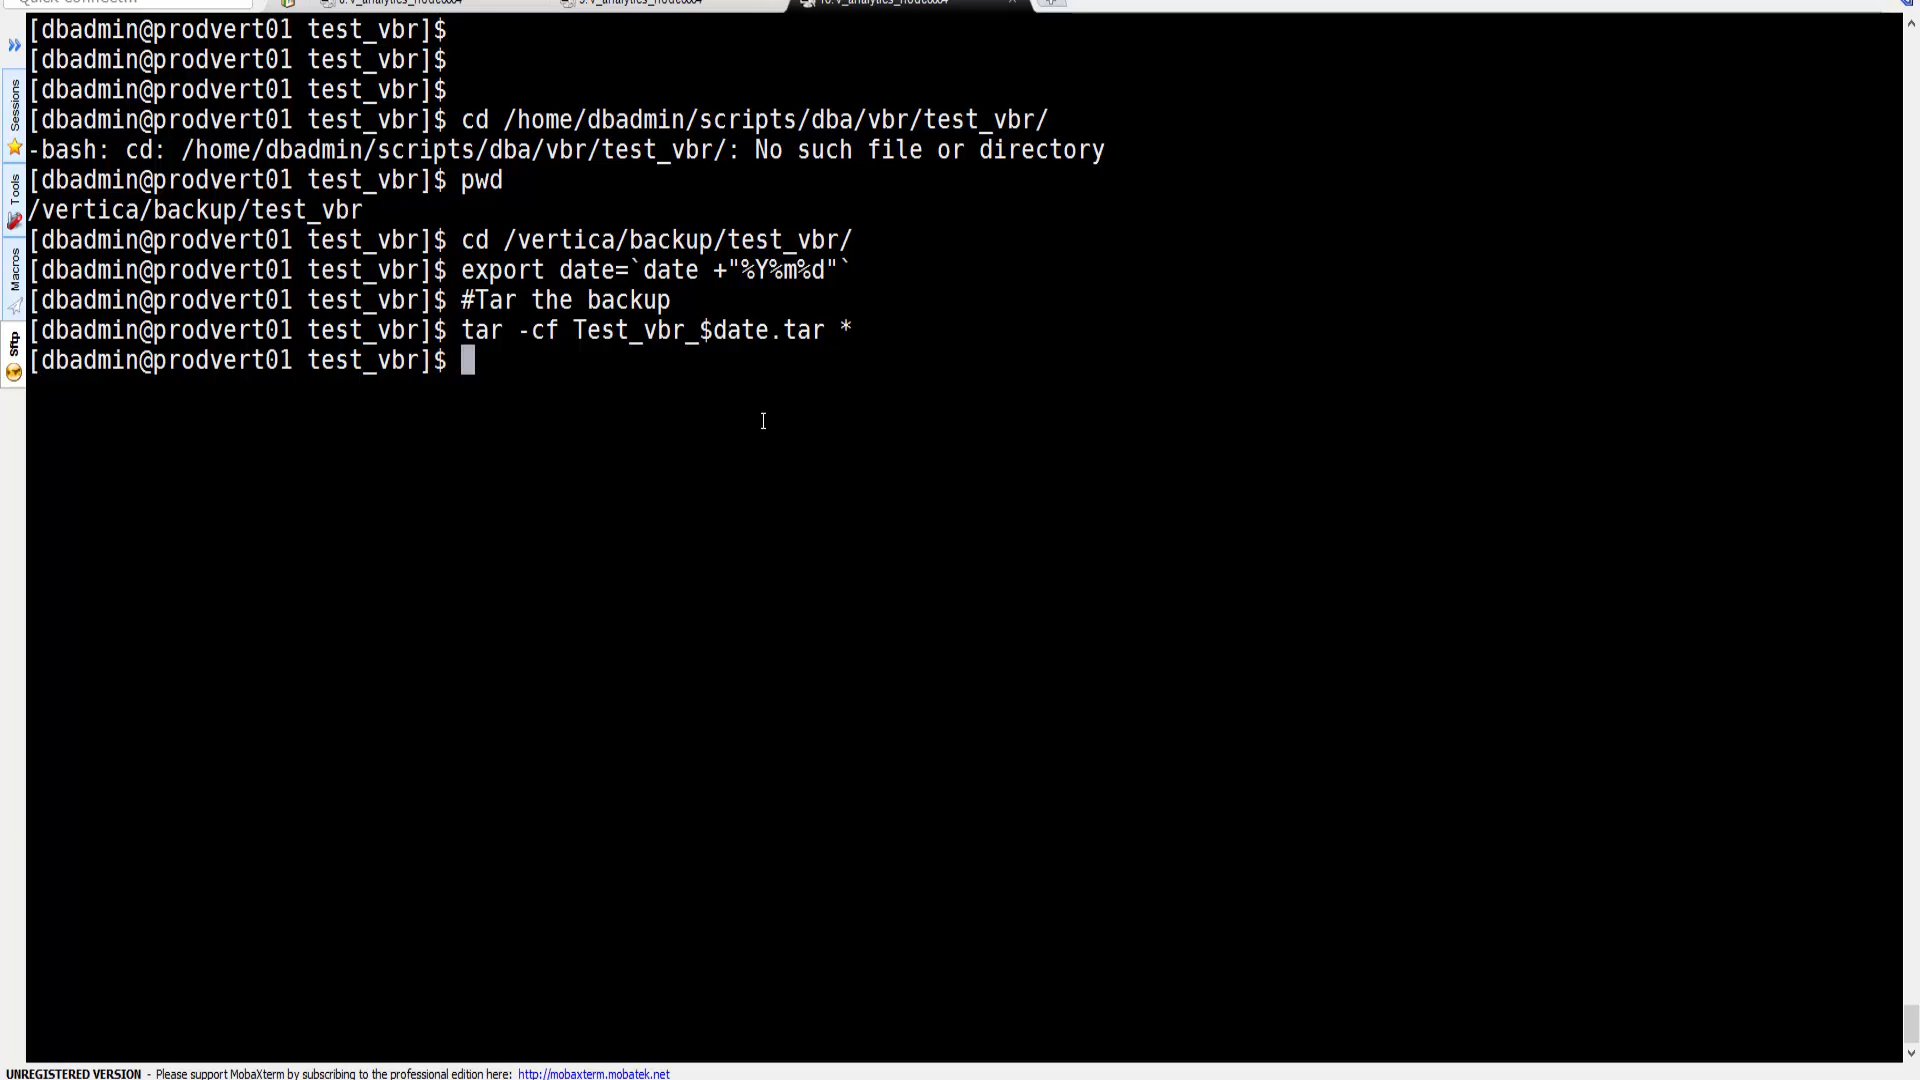 [dbadmin@prodvert01 test_vbr]$
[dbadmin@prodvert01 test_vbr]$
[dbadmin@prodvert01 test_vbr]$
[dbadmin@prodvert01 test_vbr]$ cd /home/dbadmin/scripts/dba/vbr/test_vbr/
-bash: cd: /home/dbadmin/scripts/dba/vbr/test_vbr/: No such file or directory
[dbadmin@prodvert01 test_vbr]$ pwd
/vertica/backup/test_vbr
[dbadmin@prodvert01 test_vbr]$ cd /vertica/backup/test_vbr/
[dbadmin@prodvert01 test_vbr]$ export date=`date +"%Y%m%d"`
[dbadmin@prodvert01 test_vbr]$ #Tar the backup
[dbadmin@prodvert01 test_vbr]$ tar -cf Test_vbr_$date.tar *
[dbadmin@prodvert01 test_vbr]$
Sessions
Tools
Macros
Sftp
UNREGISTERED VERSION - Please support MobaXterm by subscribing to the professional edition here: http://mobaxterm.mobatek.net